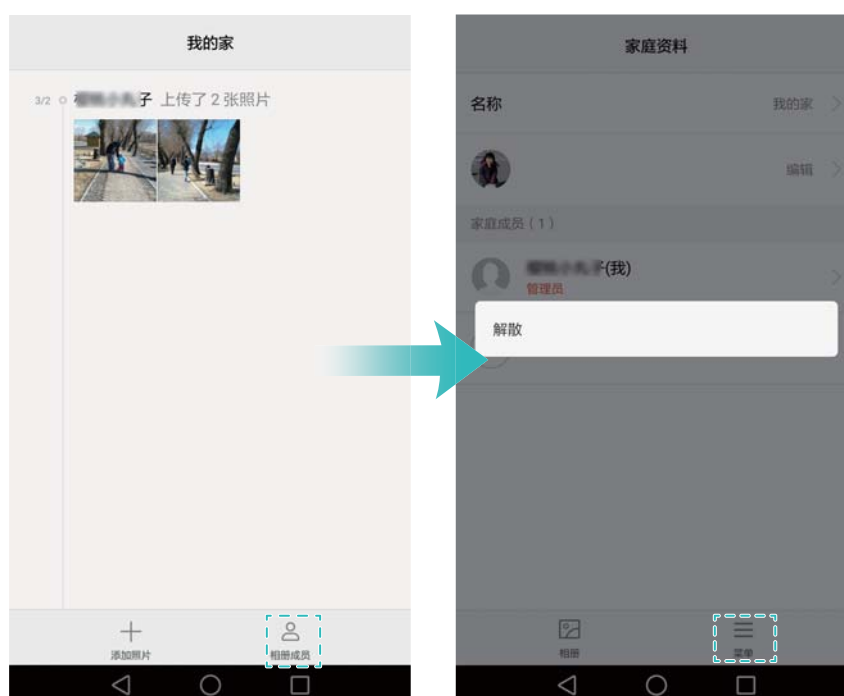 我的家
3/2
子 上传了 2 张照片
添加照片
相册成员
家庭资料
名称
我的家
编辑
家庭成员（1）
子(我)
管理员
解散
相册
菜单